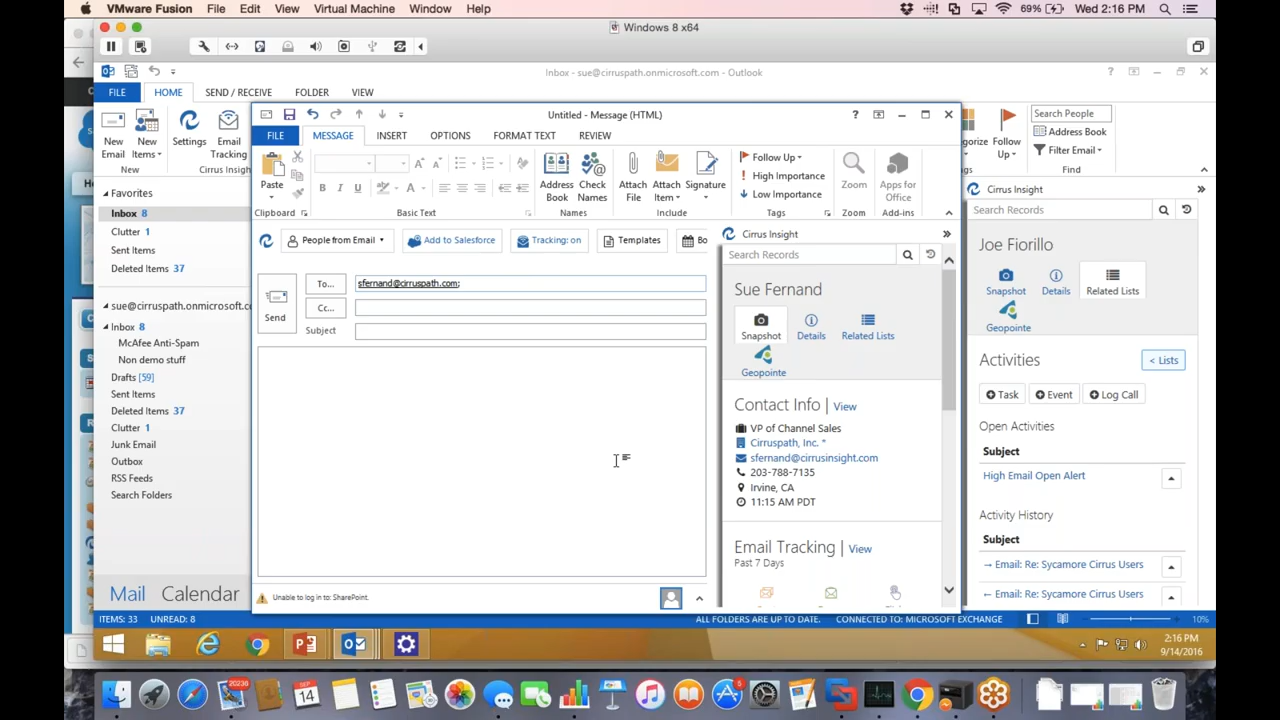 VMware Fusion File Edit View Virtual Machine Window Help 69% Wed 2:16 PM
Windows 8 x64
Inbox - sue@cirruspath.onmicrosoft.com - Outlook
FILE HOME SEND / RECEIVE FOLDER VIEW
New Email
New Items
Settings
Email Tracking
New
Cirrus Insigh
Untitled - Message (HTML)
FILE MESSAGE INSERT OPTIONS FORMAT TEXT REVIEW
Paste
Clipboard
B I U
A
Basic Text
Address Book
Check Names
Names
Attach File
Attach Item
Signature
Include
Follow Up
High Importance
Low Importance
Tags
Zoom
Zoom
Apps for Office
Add-ins
gorize
Follow Up
ags
Search People
Address Book
Filter Email
Find
Favorites
Inbox 8
Clutter 1
Sent Items
Deleted Items 37
sue@cirruspath.onmicrosoft.c
Inbox 8
McAfee Anti-Spam
Non demo stuff
Drafts [59]
Sent Items
Deleted Items 37
Clutter 1
Junk Email
Outbox
RSS Feeds
Search Folders
Mail Calendar
People from Email
Add to Salesforce
Tracking: on
Templates
Bo
Send
To...
sfernand@cirruspath.com;
Cc...
Subject
Unable to log in to: SharePoint.
Cirrus Insight
Search Records
Sue Fernand
Snapshot
Details
Related Lists
Geopointe
Contact Info | View
VP of Channel Sales
Cirruspath, Inc. *
sfernand@cirrusinsight.com
203-788-7135
Irvine, CA
11:15 AM PDT
Email Tracking | View
Past 7 Days
Cirrus Insight
Search Records
Joe Fiorillo
Snapshot
Details
Related Lists
Geopointe
Activities
< Lists
Task
Event
Log Call
Open Activities
Subject
High Email Open Alert
Activity History
Subject
→ Email: Re: Sycamore Cirrus Users
← Email: Re: Sycamore Cirrus Users
ITEMS: 33 UNREAD: 8 ALL FOLDERS ARE UP TO DATE. CONNECTED TO: MICROSOFT EXCHANGE 10%
2:16 PM
9/14/2016
20236
SEP
14
5